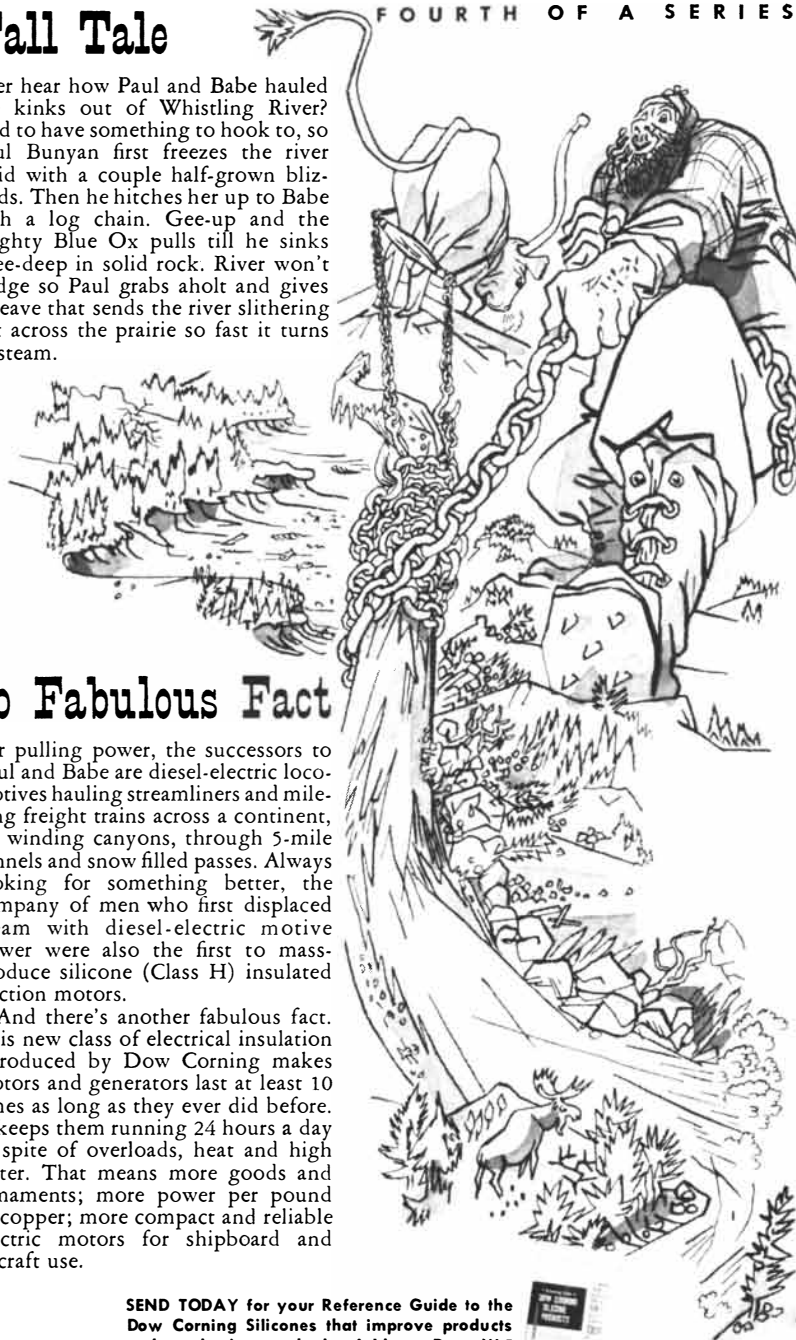 FOURTH OF A SERIES
all Tale
er hear how Paul and Babe hauled
kinks out of Whistling River?
d to have something to hook to, so
ul Bunyan first freezes the river
id with a couple half-grown bliz-
ds. Then he hitches her up to Babe
h a log chain. Gee-up and the
ghty Blue Ox pulls till he sinks
ee-deep in solid rock. River won't
dge so Paul grabs aholt and gives
eave that sends the river slithering
t across the prairie so fast it turns
steam.
o Fabulous Fact
r pulling power, the successors to
ul and Babe are diesel-electric loco-
otives hauling streamliners and mile-
ng freight trains across a continent,
winding canyons, through 5-mile
nnels and snow filled passes. Always
oking for something better, the
mpany of men who first displaced
eam with diesel-electric motive
wer were also the first to mass-
oduce silicone (Class H) insulated
ction motors.
And there's another fabulous fact.
is new class of electrical insulation
roduced by Dow Corning makes
otors and generators last at least 10
nes as long as they ever did before.
keeps them running 24 hours a day
spite of overloads, heat and high
ter. That means more goods and
maments; more power per pound
copper; more compact and reliable
ctric motors for shipboard and
craft use.
SEND TODAY for your Reference Guide to the
Dow Corning Silicones that improve products
DOW CORNING
SILICONE
PRODUCTS